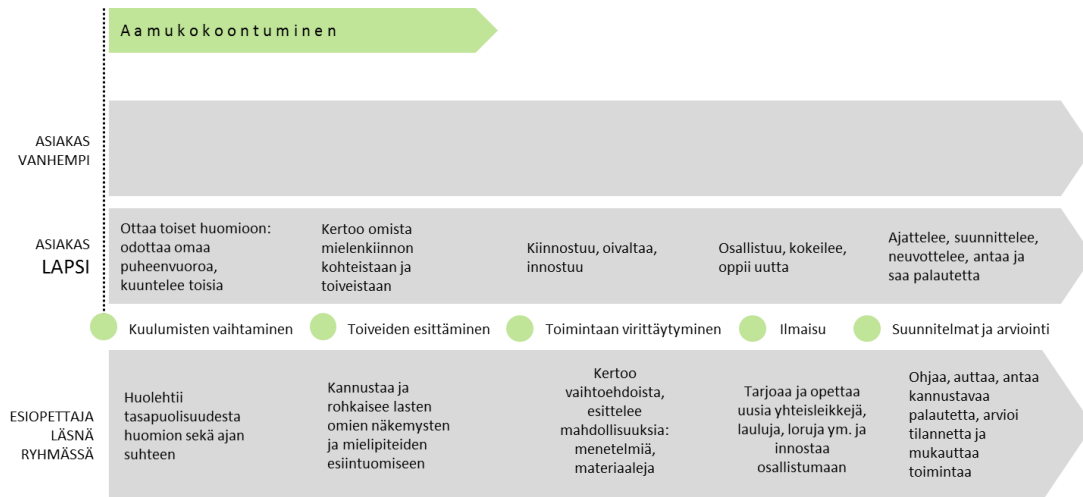 Aamukokoontuminen
ASIAKAS
VANHEMPI
ASIAKAS
LAPSI
Ottaa toiset huomioon:
odottaa omaa
puheenvuoroa,
kuuntelee toisia
Kertoo omista
mielenkiinnon
kohteistaan ja
toiveistaan
Kiinnostuu, oivaltaa,
innostuu
Osallistuu, kokeilee,
oppii uutta
Ajattelee, suunnittelee,
neuvottelee, antaa ja
saa palautetta
Kuulumisten vaihtaminen
Toiveiden esittäminen
Toimintaan virittäytyminen
Ilmaisu
Suunnitelmat ja arviointi
ESIOPETTAJA
LÄSNÄ
RYHMÄSSÄ
Huolehtii
tasapuolisuudesta
huomion sekä ajan
suhteen
Kannustaa ja
rohkaisee lasten
omien näkemysten
ja mielipiteiden
esiintuomiseen
Kertoo
vaihtoehdoista,
esittelee
mahdollisuuksia:
menetelmiä,
materiaaleja
Tarjoaa ja opettaa
uusia yhteisleikkejä,
lauluja, loruja ym. ja
innostaa
osallistumaan
Ohjaa, auttaa, antaa
kannustavaa
palautetta, arvioi
tilannetta ja
mukauttaa
toimintaa